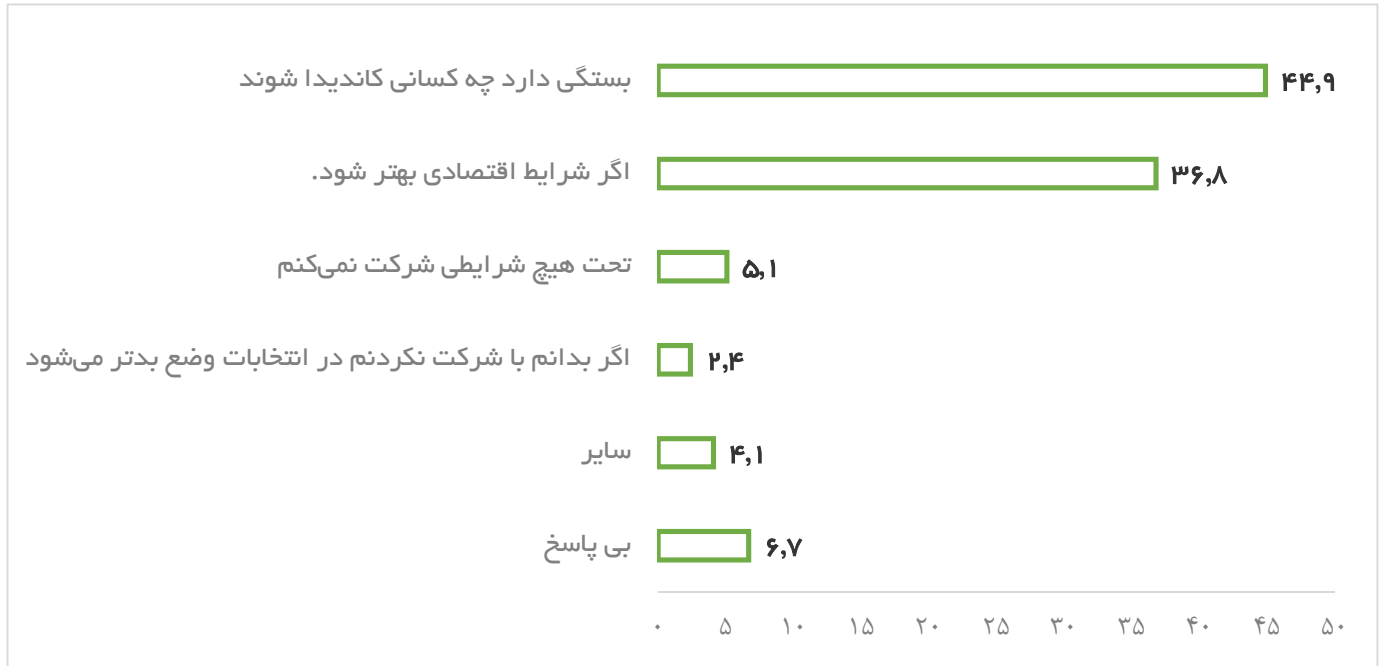 بستگی دارد چه کسانی کاندیدا شوند ۴۴,۹
اگر شرایط اقتصادی بهتر شود. ۳۶,۸
تحت هیچ شرایطی شرکت نمی‌کنم ۵,۱
اگر بدانم با شرکت نکردنم در انتخابات وضع بدتر می‌شود ۲,۴
سایر ۴,۱
بی پاسخ ۶,۷
۰ ۵ ۱۰ ۱۵ ۲۰ ۲۵ ۳۰ ۳۵ ۴۰ ۴۵ ۵۰